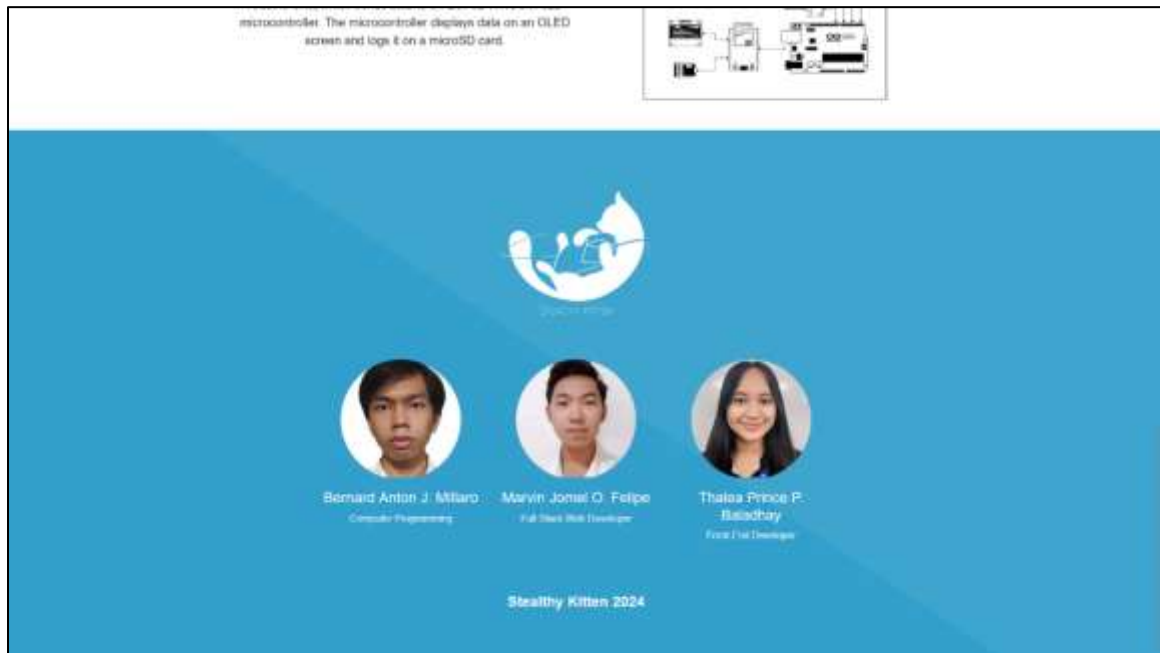 microcontroller. The microcontroller displays data on an OLED
screen and logs it on a microSD card.
Bernard Anton J. Millaro
Marvin Jomel O. Felipe
Thalea Prince P.
Baladhay
Computer Programming
Full Stack Web Developer
Front End Developer
Stealthy Kitten 2024